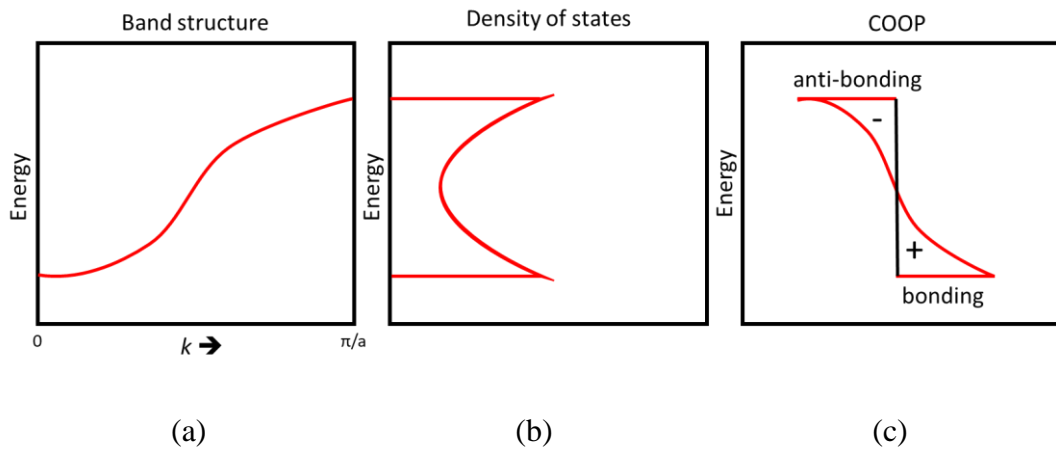 Band structure
Energy
0
k ➔
π/a
(a)
Density of states
Energy
(b)
COOP
Energy
anti-bonding
-
+
bonding
(c)